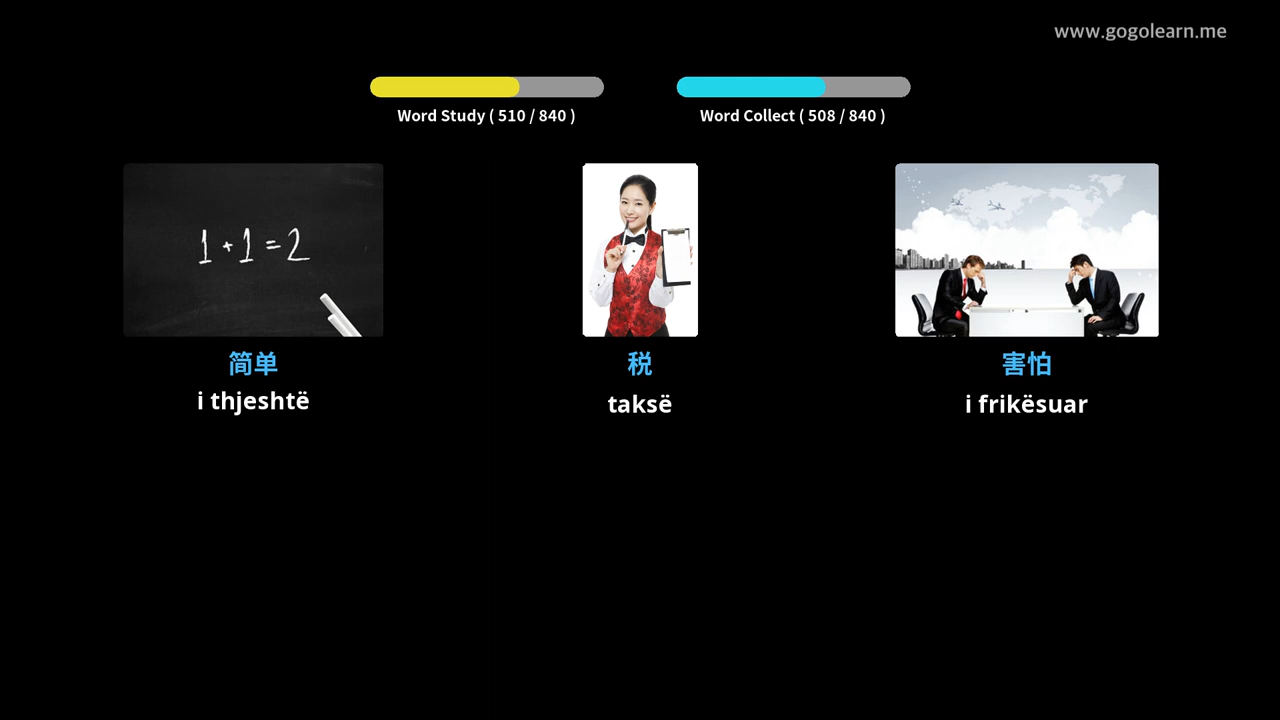 www.gogolearn.me
Word Study ( 510 / 840 )
Word Collect ( 508 / 840 )
1 + 1 = 2
简单
税
害怕
i thjeshtë
taksë
i frikësuar